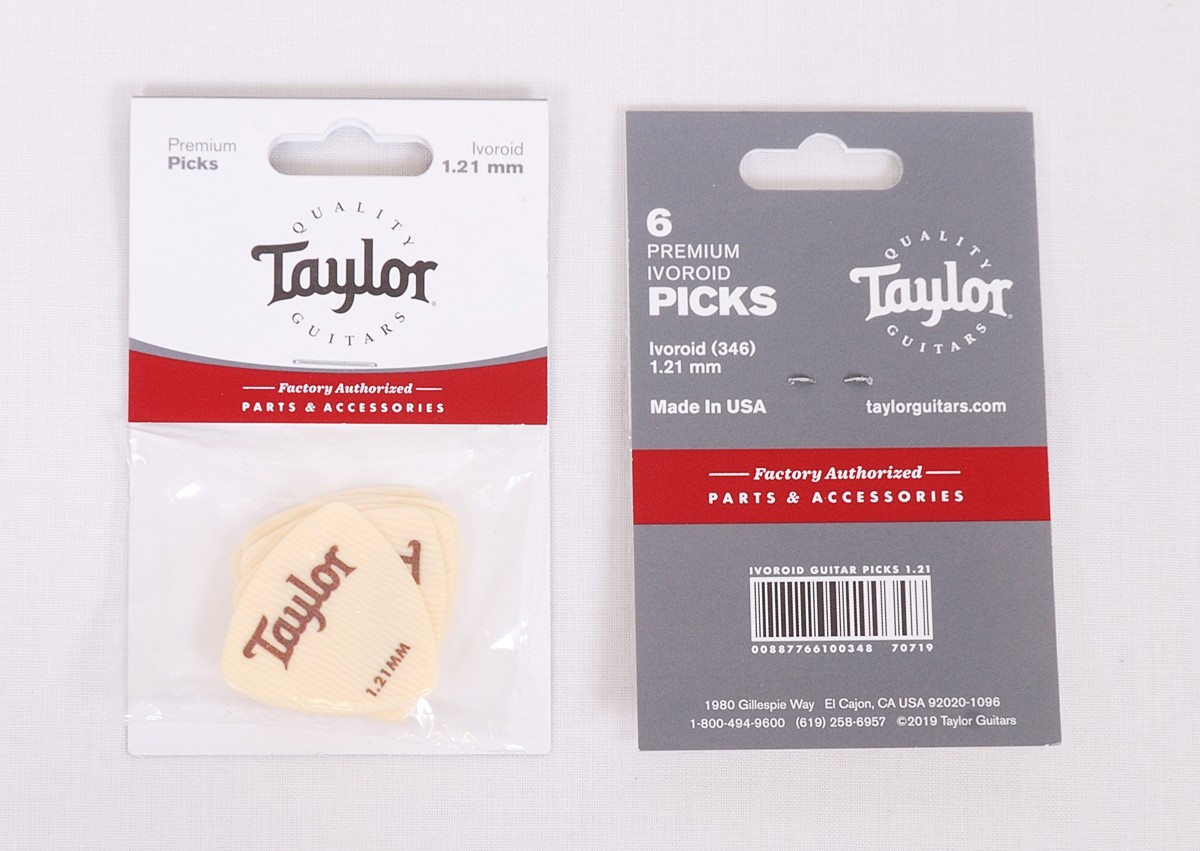 Premium
Picks
Ivoroid
1.21 mm
QUALITY
Taylor®
GUITARS
Factory Authorized
PARTS & ACCESSORIES
Taylor
1.21MM
6
PREMIUM
IVOROID
PICKS
QUALITY
Taylor®
GUITARS
Ivoroid (346)
1.21 mm
Made In USA
taylorguitars.com
Factory Authorized
PARTS & ACCESSORIES
IVOROID GUITAR PICKS 1.21
00887766100348 70719
1980 Gillespie Way El Cajon, CA USA 92020-1096
1-800-494-9600 (619) 258-6957 ©2019 Taylor Guitars